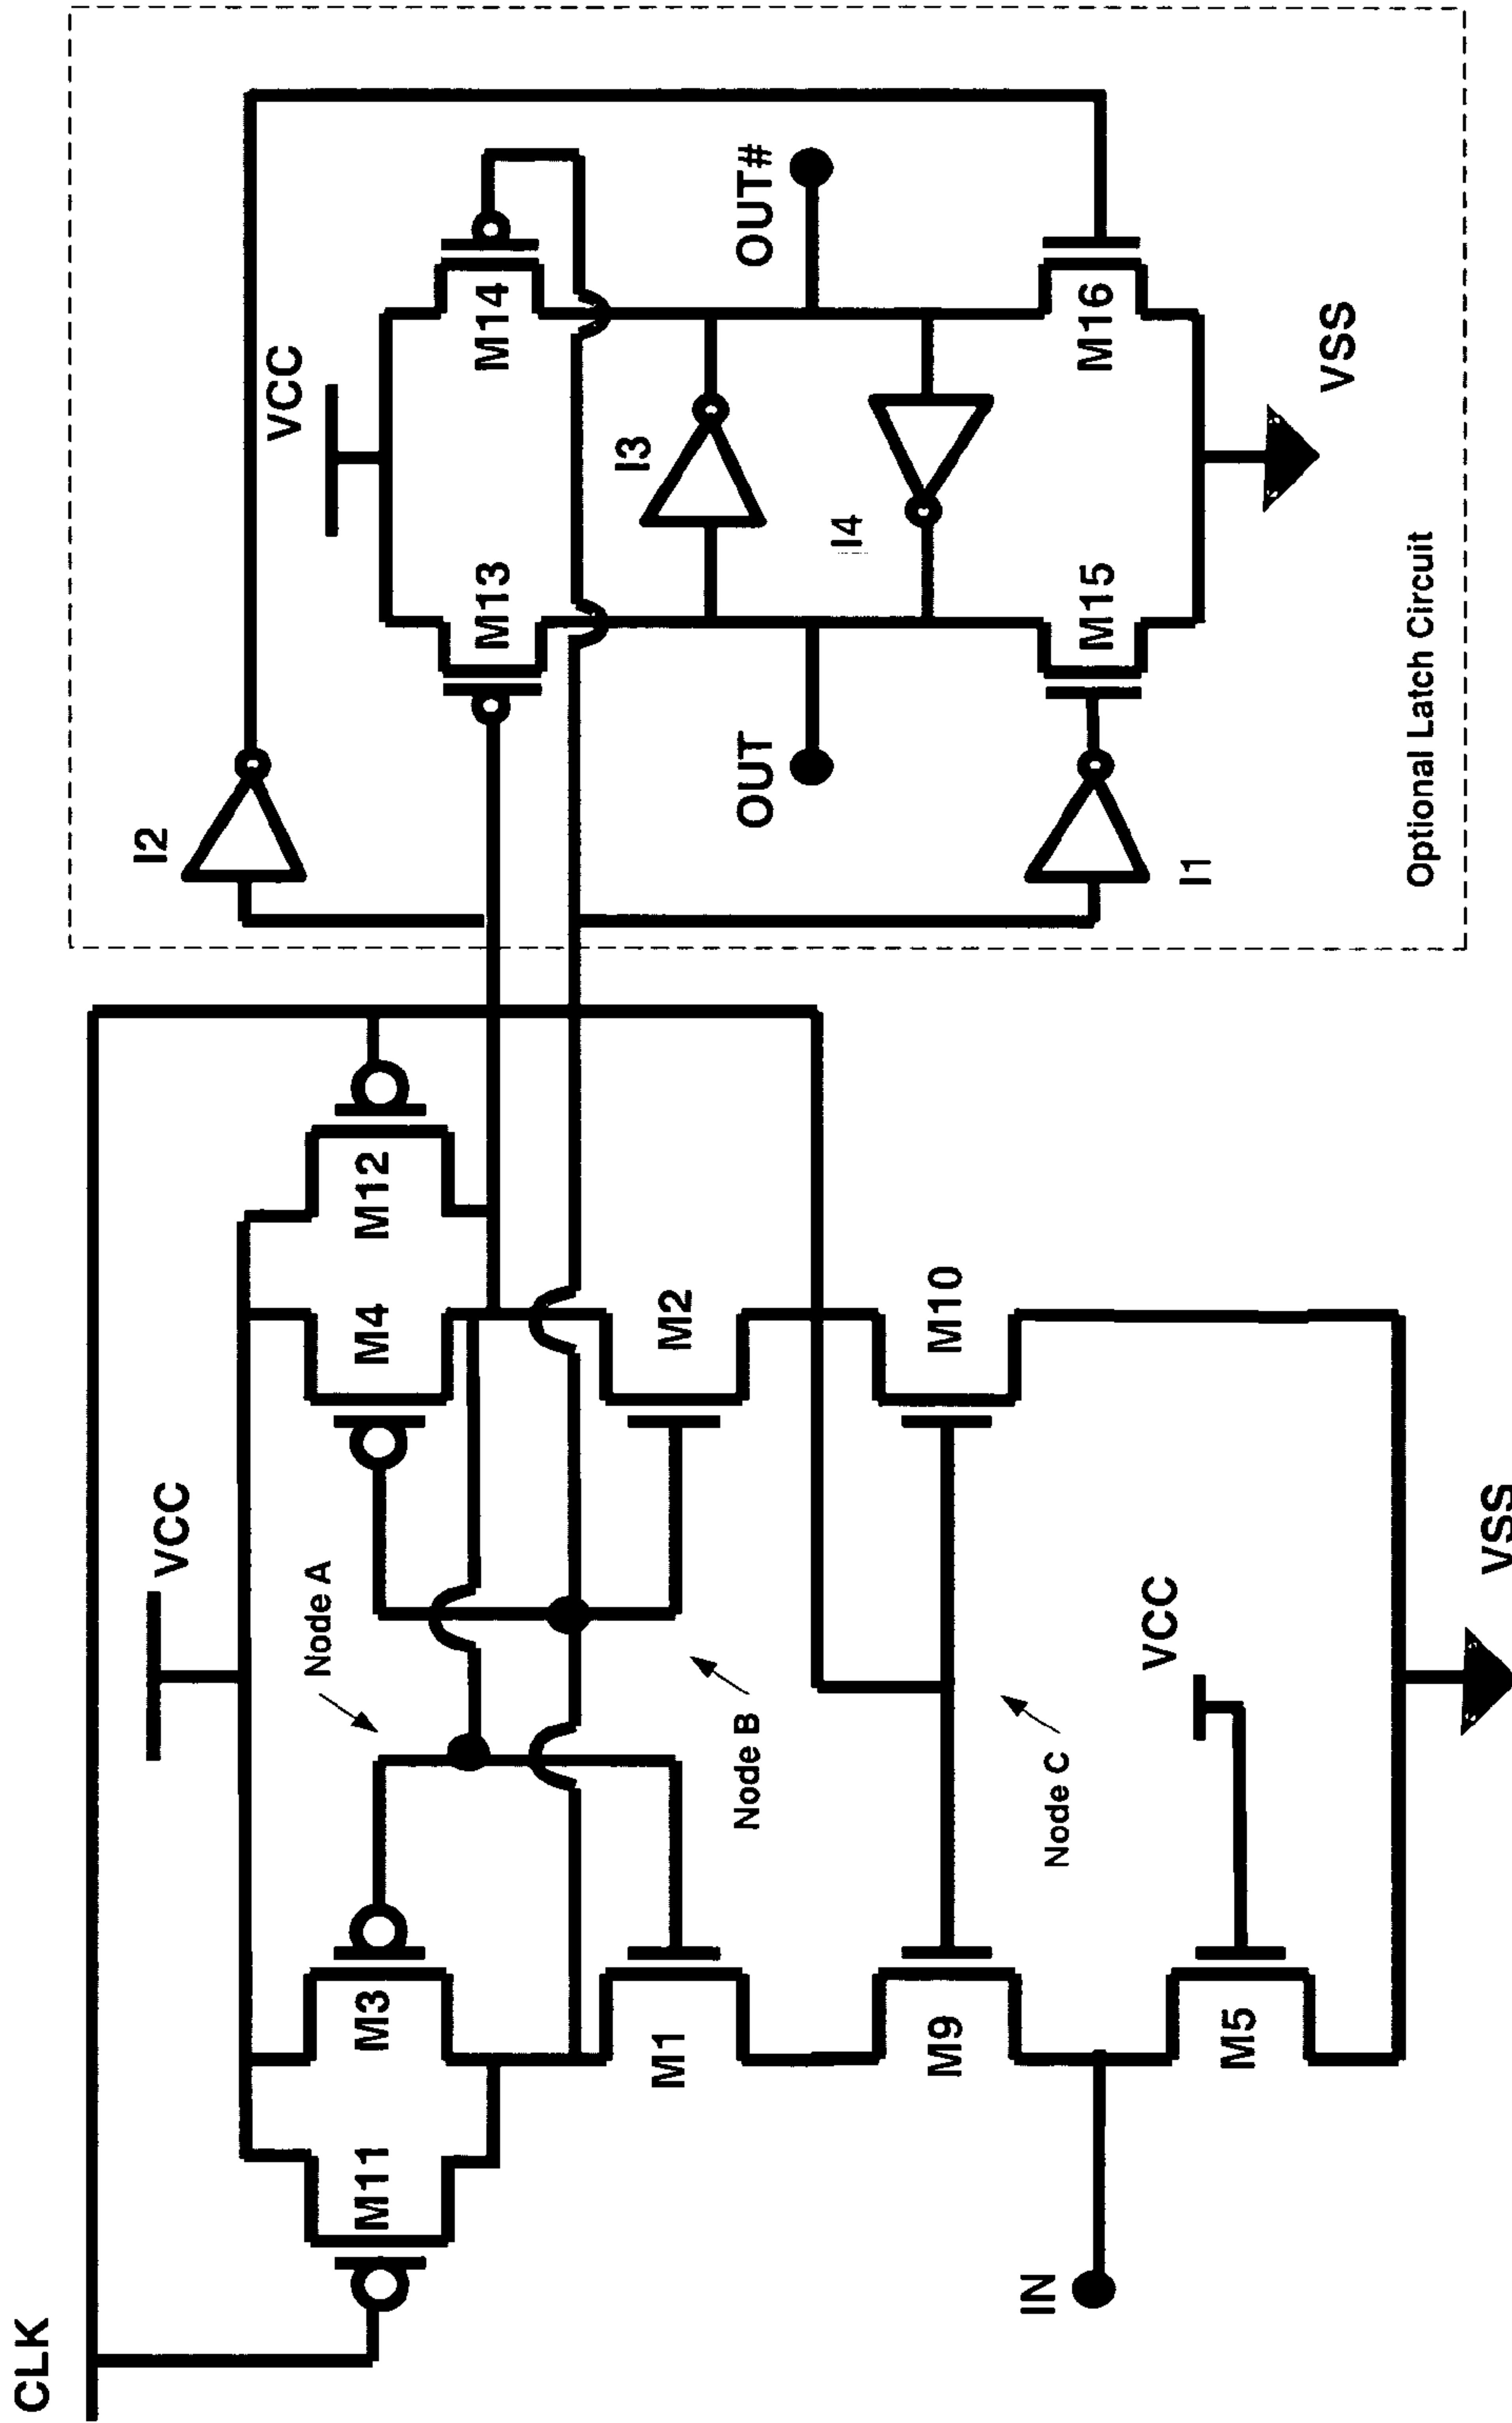 CLK
VCC
M11
M3
M4
M12
Node A
M1
M2
Node B
M9
M10
Node C
IN
M5
VCC
VSS
I2
VCC
M13
M14
I3
OUT
OUT#
I4
M15
M16
I1
VSS
Optional Latch Circuit